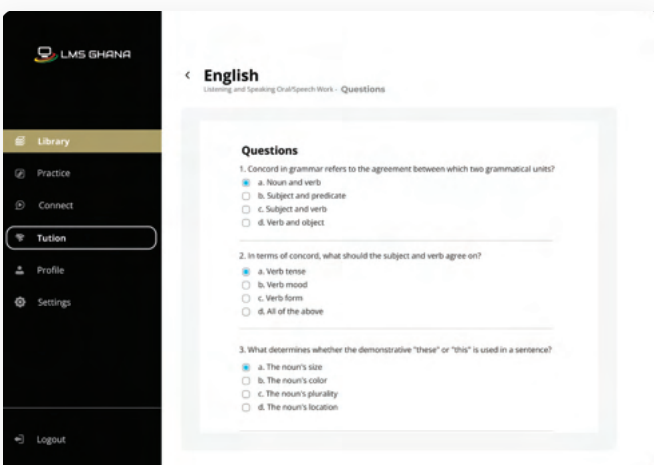 LMS GHANA
Library
Practice
Connect
Tution
Profile
Settings
Logout
English
Listening and Speaking Oral/Speech Work - Questions
Questions
1. Concord in grammar refers to the agreement between which two grammatical units?
a. Noun and verb
b. Subject and predicate
c. Subject and verb
d. Verb and object
2. In terms of concord, what should the subject and verb agree on?
a. Verb tense
b. Verb mood
c. Verb form
d. All of the above
3. What determines whether the demonstrative "these" or "this" is used in a sentence?
a. The noun's size
b. The noun's color
c. The noun's plurality
d. The noun's location